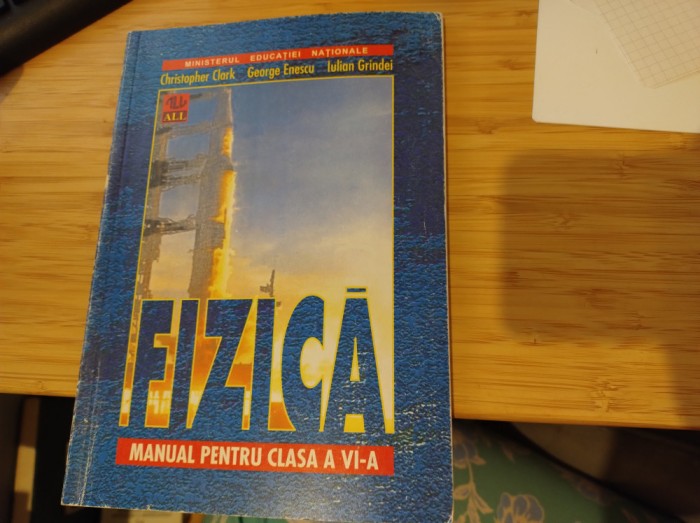 MINISTERUL EDUCAȚIEI NAȚIONALE
Christopher Clark George Enescu Iulian Grindei
ALL
FIZICĂ
MANUAL PENTRU CLASA A VI-A